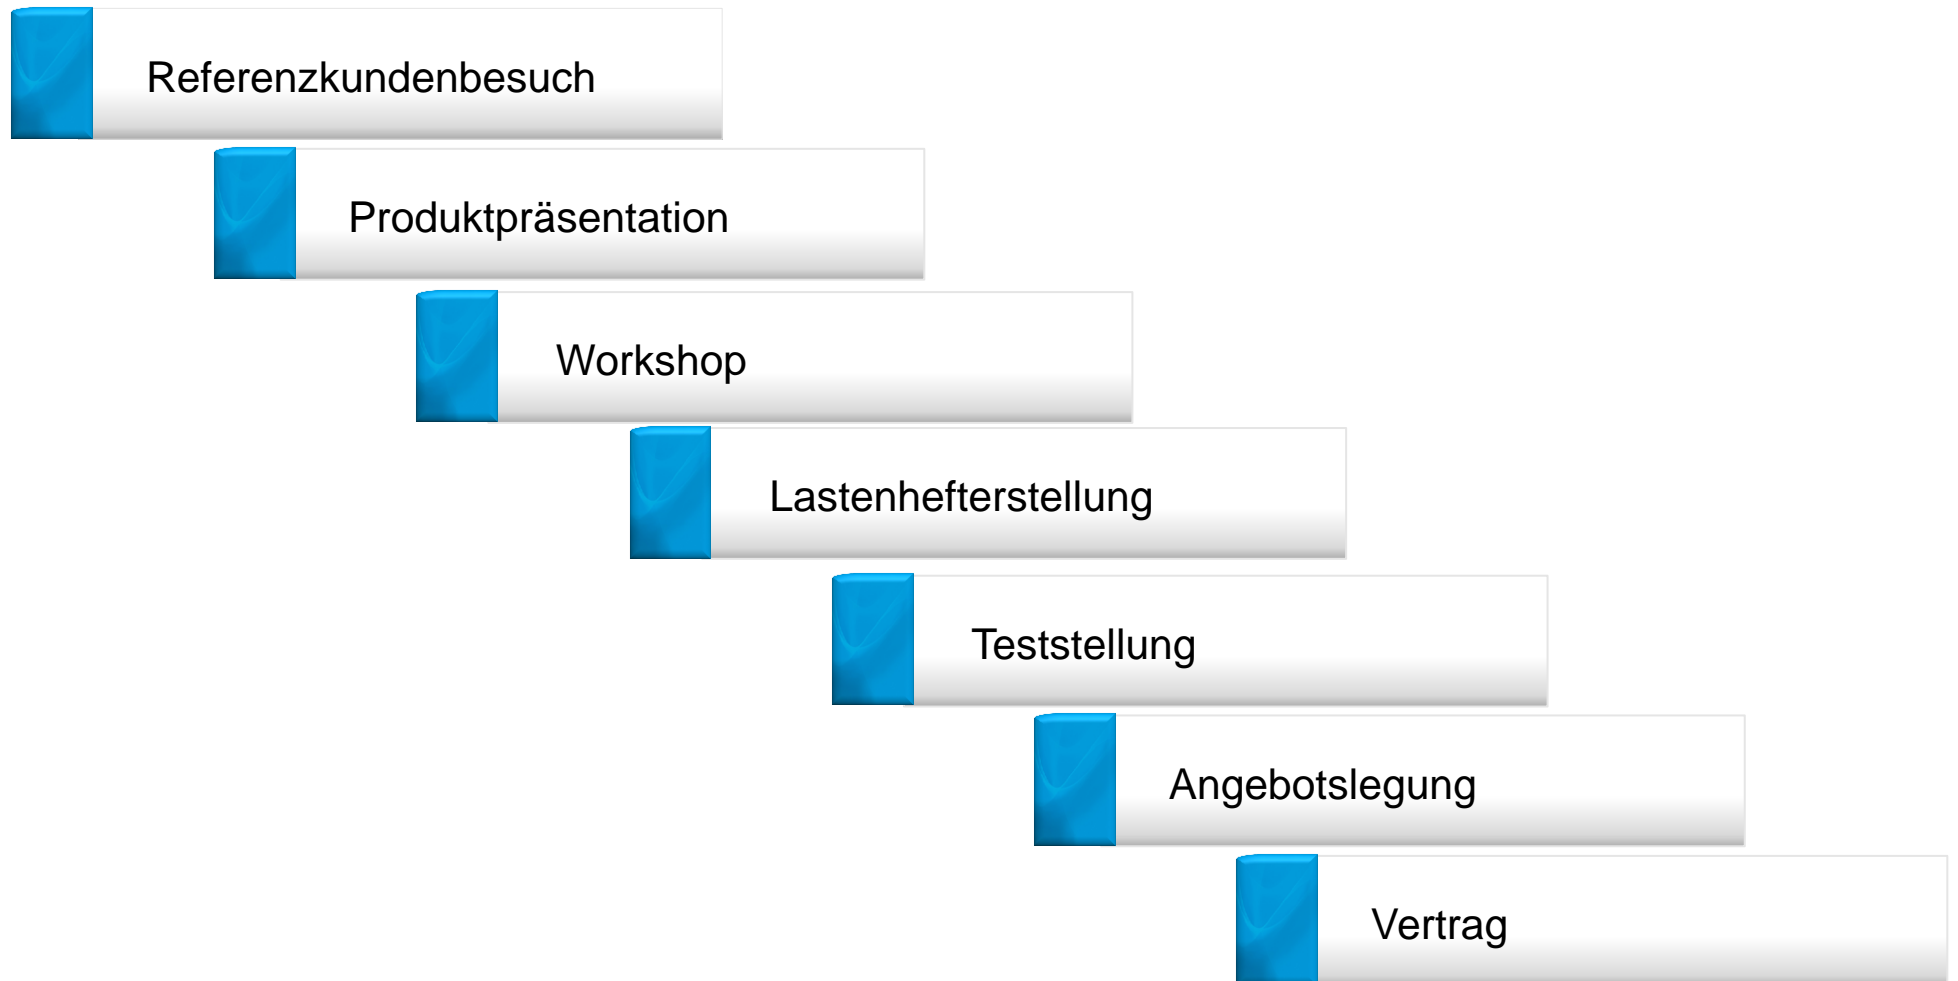 Referenzkundenbesuch
Produktpräsentation
Workshop
Lastenhefterstellung
Teststellung
Angebotslegung
Vertrag